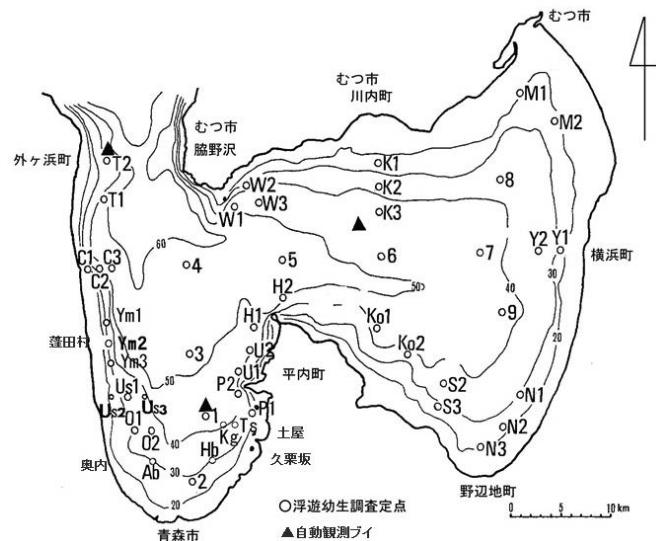 むつ市
むつ市
川内町
むつ市
脇野沢
外ヶ浜町
M1
M2
T2
K1
8
W2
K2
T1
W3
K3
W1
60
4
5
6
7
Y2
Y1
横浜町
C1
C3
C2
H2
50
40
30
20
9
Ym1
H1
Ko1
蓬田村
Ym2
U2
Ko2
3
Ym3
U1
平内町
50
P2
S2
Us1
Us2
Us3
1
P1
S3
N1
O1
Kg
Ts
土屋
O2
40
N2
奥内
Hb
久栗坂
N3
Ab
30
2
20
野辺地町
青森市
○浮遊幼生調査定点
▲自動観測ブイ
0
5
10 km